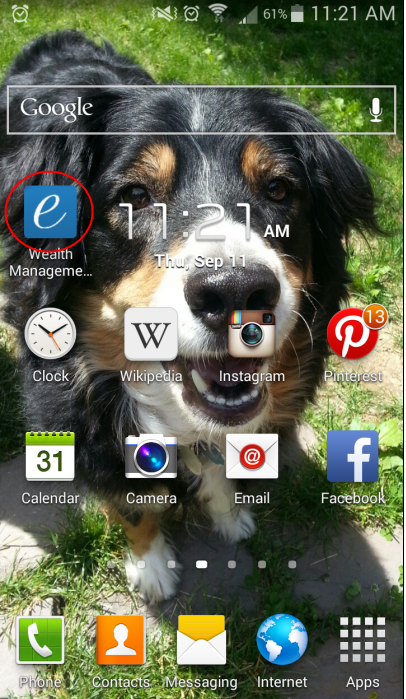 61% 11:21 AM
Google
e
11:21 AM
Thu, Sep 11
Wealth
Manageme...
W
13
Clock
Wikipedia
Instagram
Pinterest
31
@
f
Calendar
Camera
Email
Facebook
Phone
Contacts
Messaging
Internet
Apps